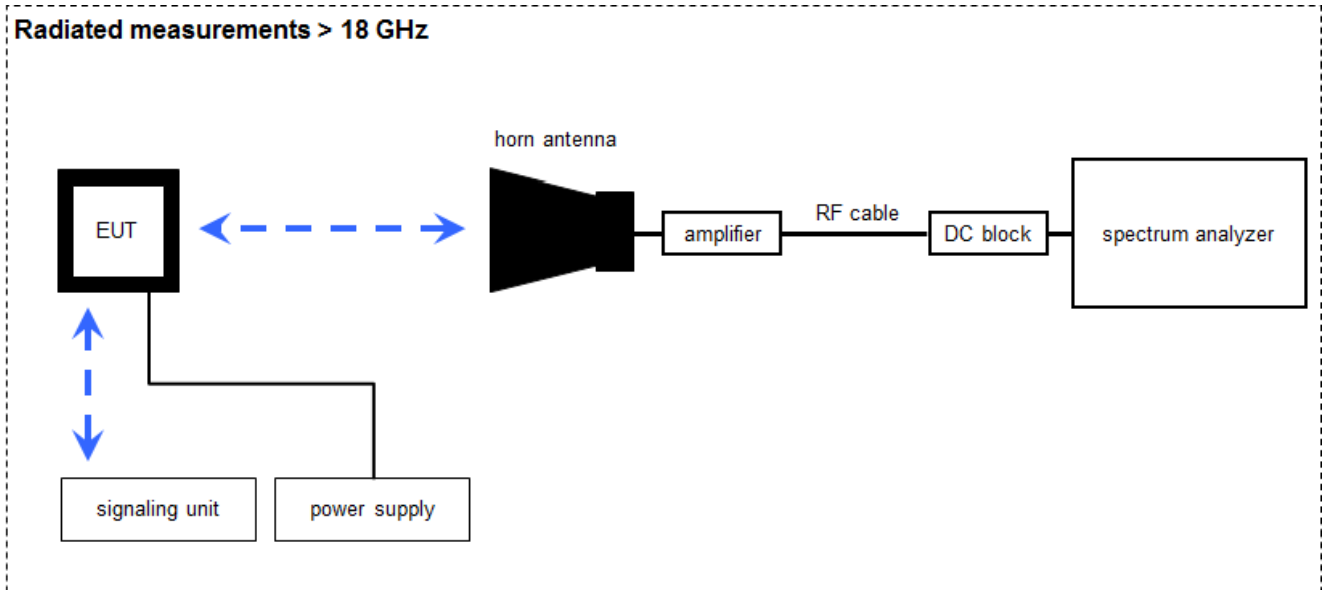 Radiated measurements > 18 GHz
horn antenna
EUT
amplifier
RF cable
DC block
spectrum analyzer
signaling unit
power supply